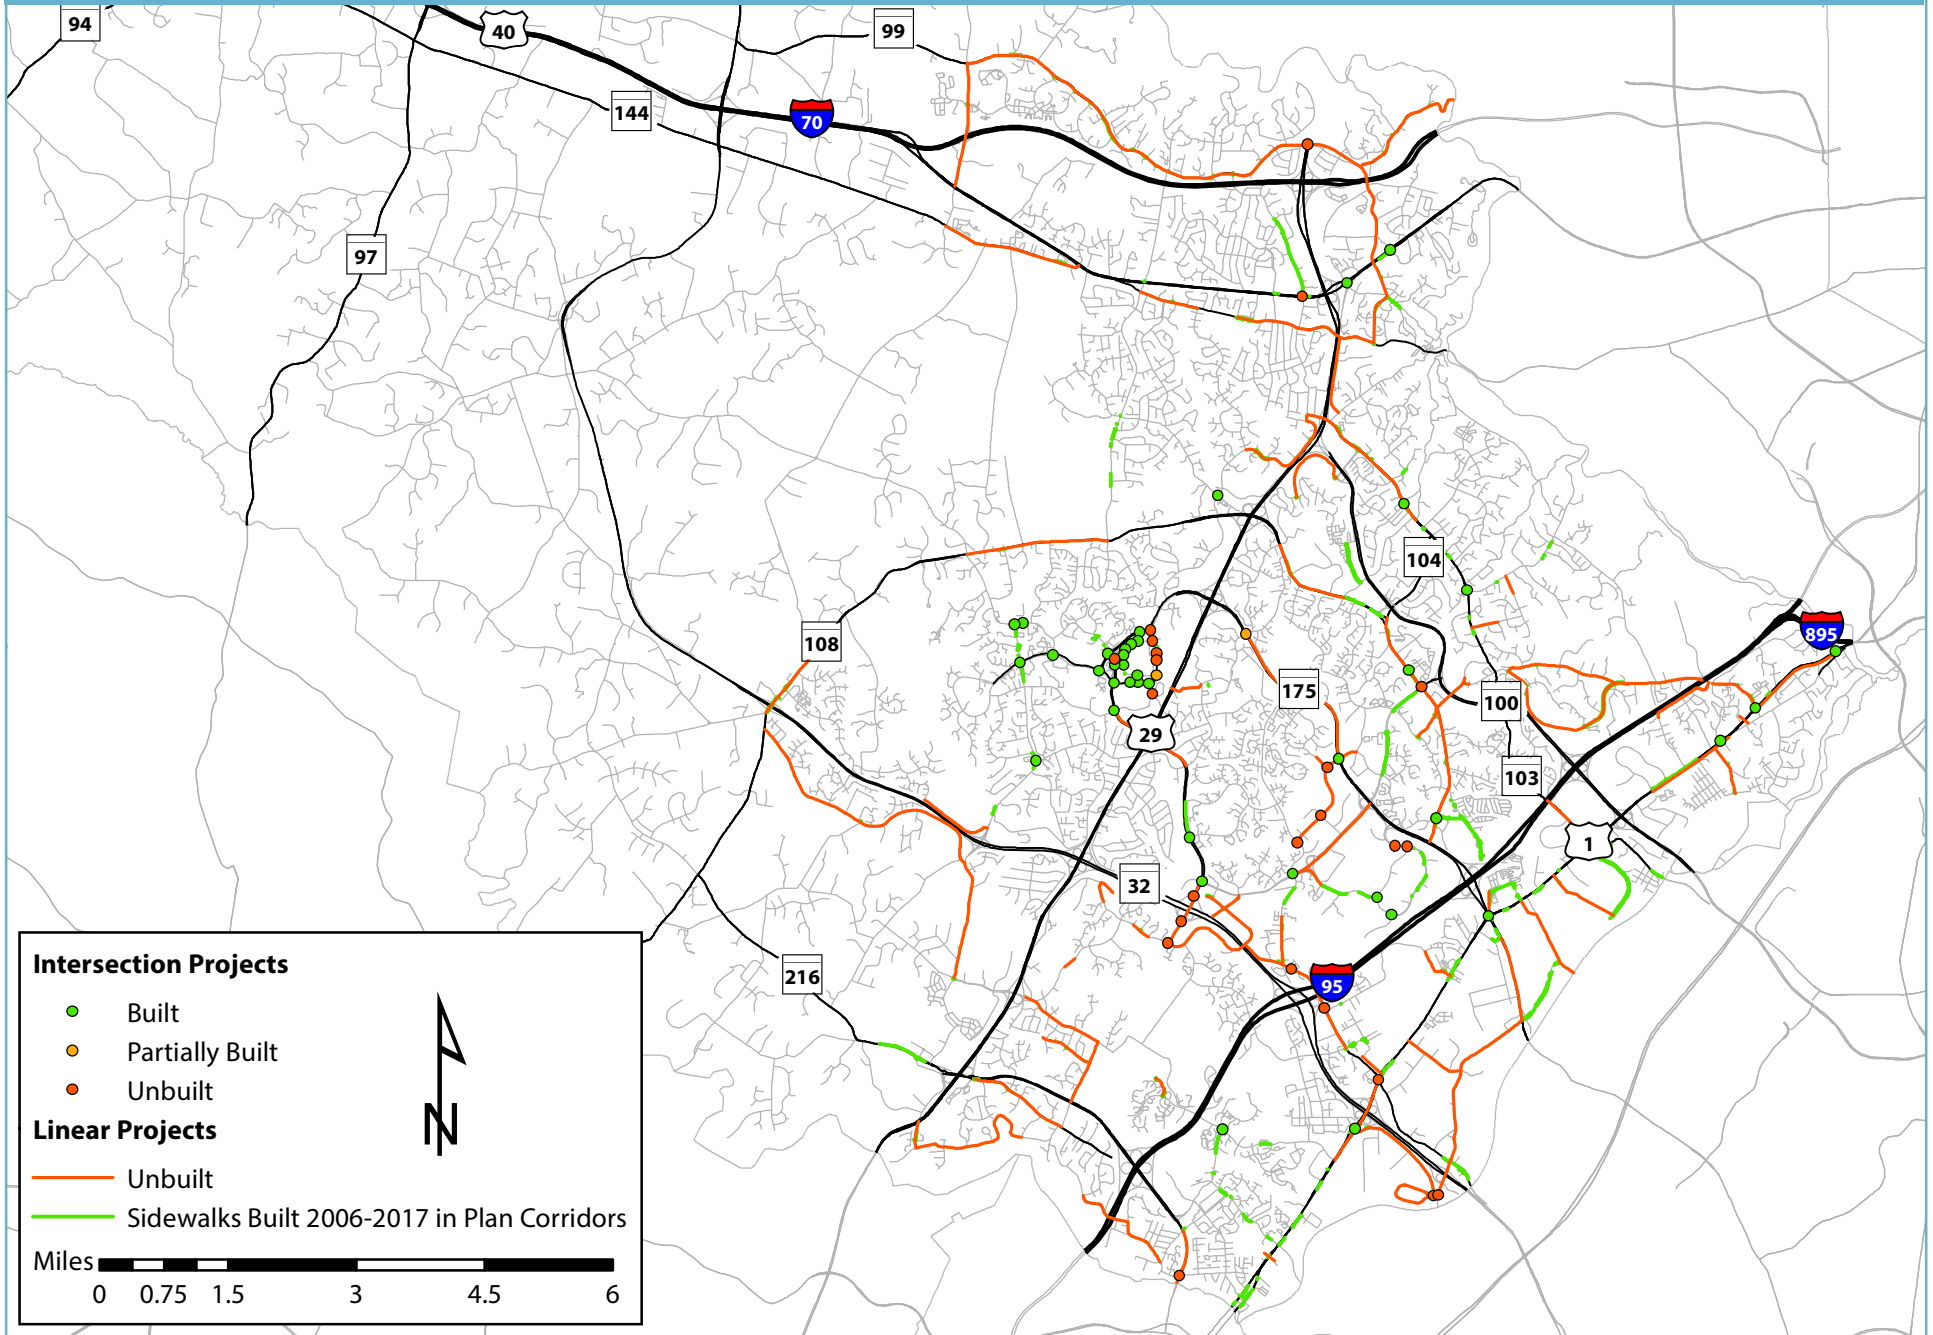 94
40
99
144
70
97
104
895
108
175
100
29
103
1
32
216
95
Intersection Projects
Built
Partially Built
Unbuilt
Linear Projects
Unbuilt
Sidewalks Built 2006-2017 in Plan Corridors
N
Miles
0 0.75 1.5 3 4.5 6